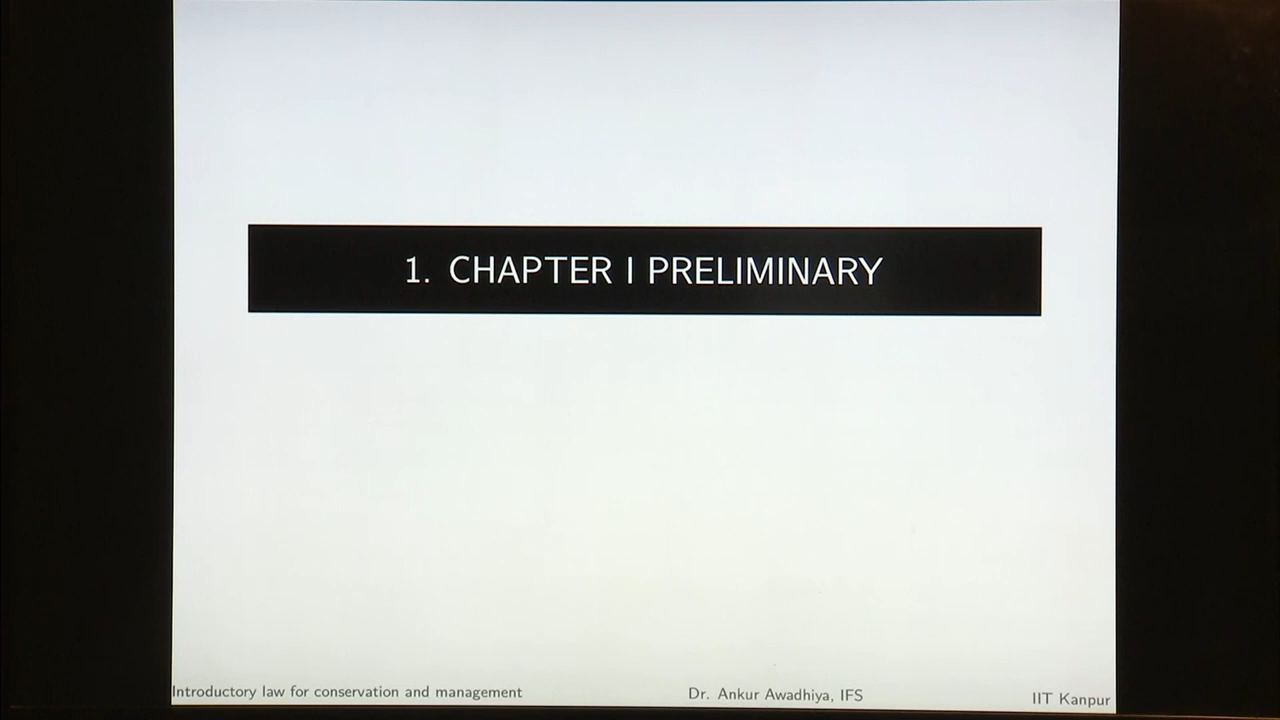 1. CHAPTER I PRELIMINARY
Introductory law for conservation and management
Dr. Ankur Awadhiya, IFS
IIT Kanpur